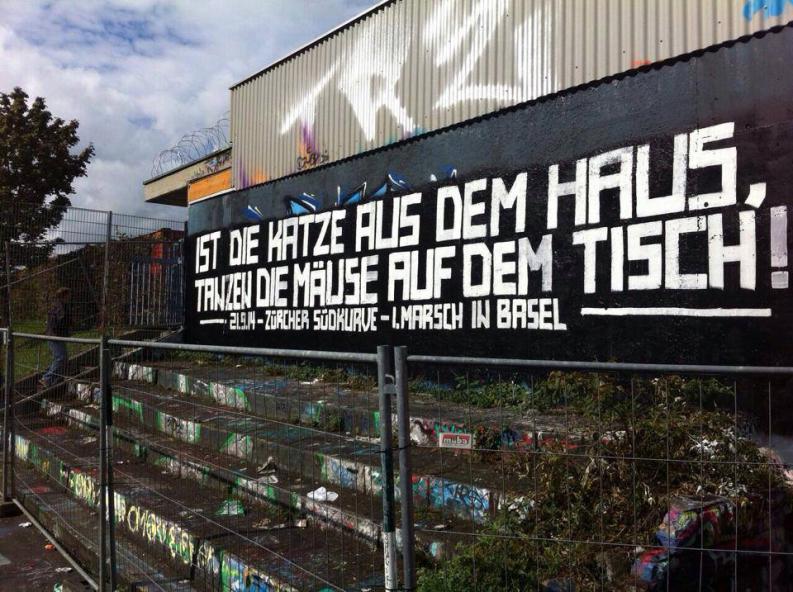 IST DIE KATZE AUS DEM HAUS,
TANZEN DIE MÄUSE AUF DEM TISCH!
21.9.14 – ZÜRCHER SÜDKURVE – 1.MARSCH IN BASEL
muba